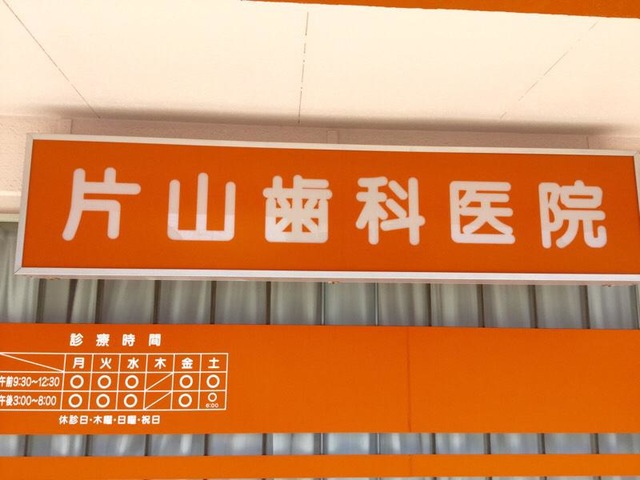 片山歯科医院
診療時間
月 火 水 木 金 土
午前9:30~12:30 ○ ○ ○ ／ ○ ○
午後3:00~8:00 ○ ○ ○ ／ ○ ○
6:00
休診日・木曜・日曜・祝日